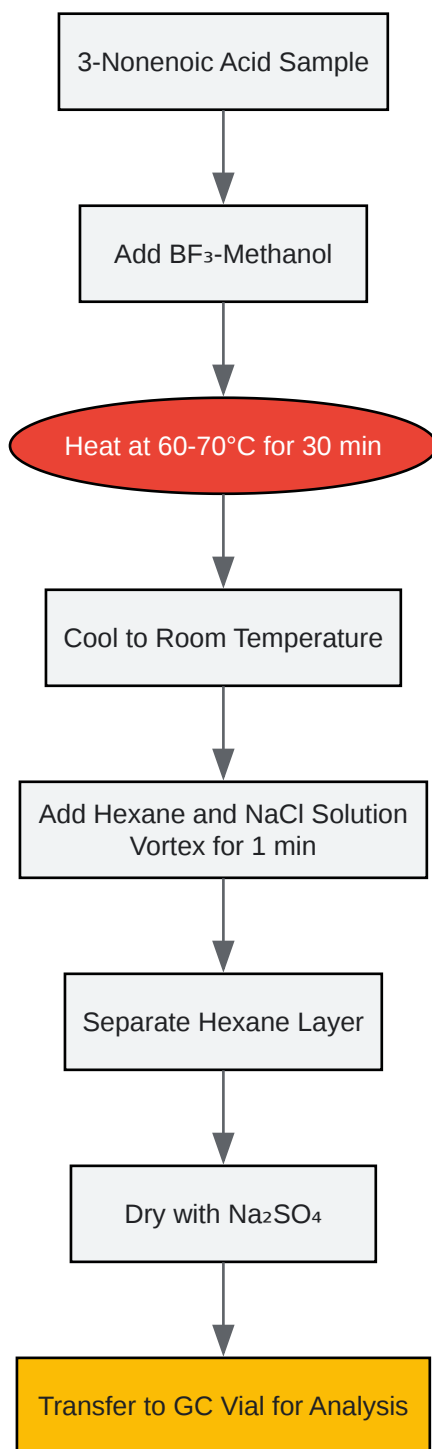 3-Nonenoic Acid Sample
Add BF₃-Methanol
Heat at 60-70°C for 30 min
Cool to Room Temperature
Add Hexane and NaCl Solution
Vortex for 1 min
Separate Hexane Layer
Dry with Na₂SO₄
Transfer to GC Vial for Analysis